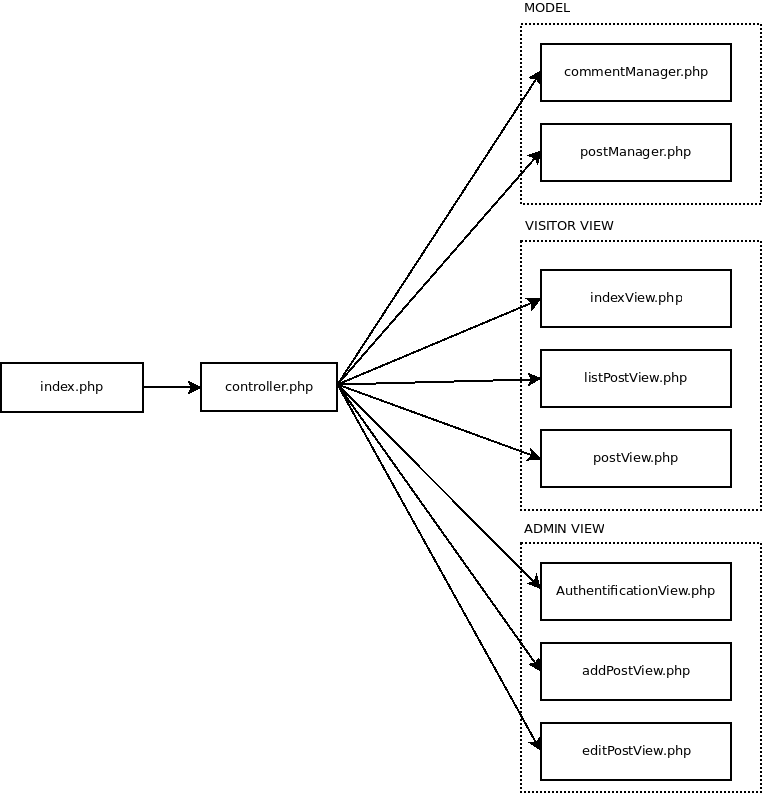 MODEL
commentManager.php
postManager.php
VISITOR VIEW
indexView.php
listPostView.php
postView.php
index.php
controller.php
ADMIN VIEW
AuthentificationView.php
addPostView.php
editPostView.php